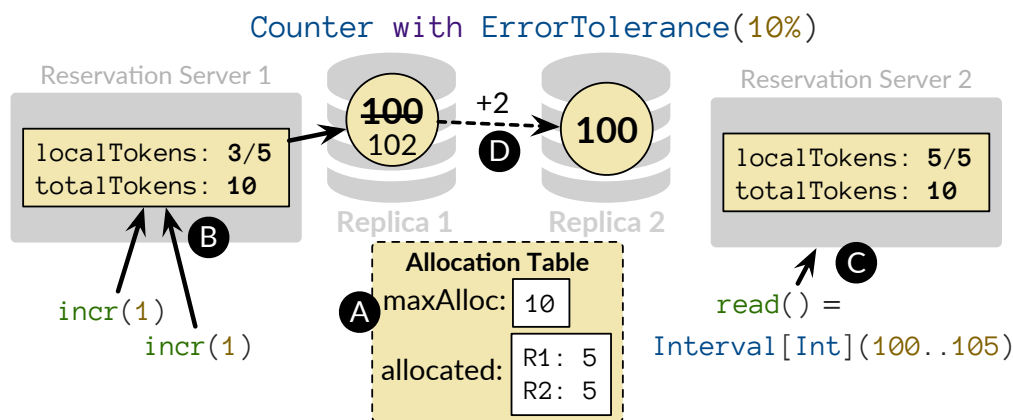 Counter with ErrorTolerance(10%)
Reservation Server 1
localTokens: 3/5
totalTokens: 10
B
incr(1)
incr(1)
100
102
Replica 1
+2
D
100
Replica 2
Allocation Table
A
maxAlloc: 10
allocated: R1: 5
R2: 5
Reservation Server 2
localTokens: 5/5
totalTokens: 10
C
read() =
Interval[Int](100..105)